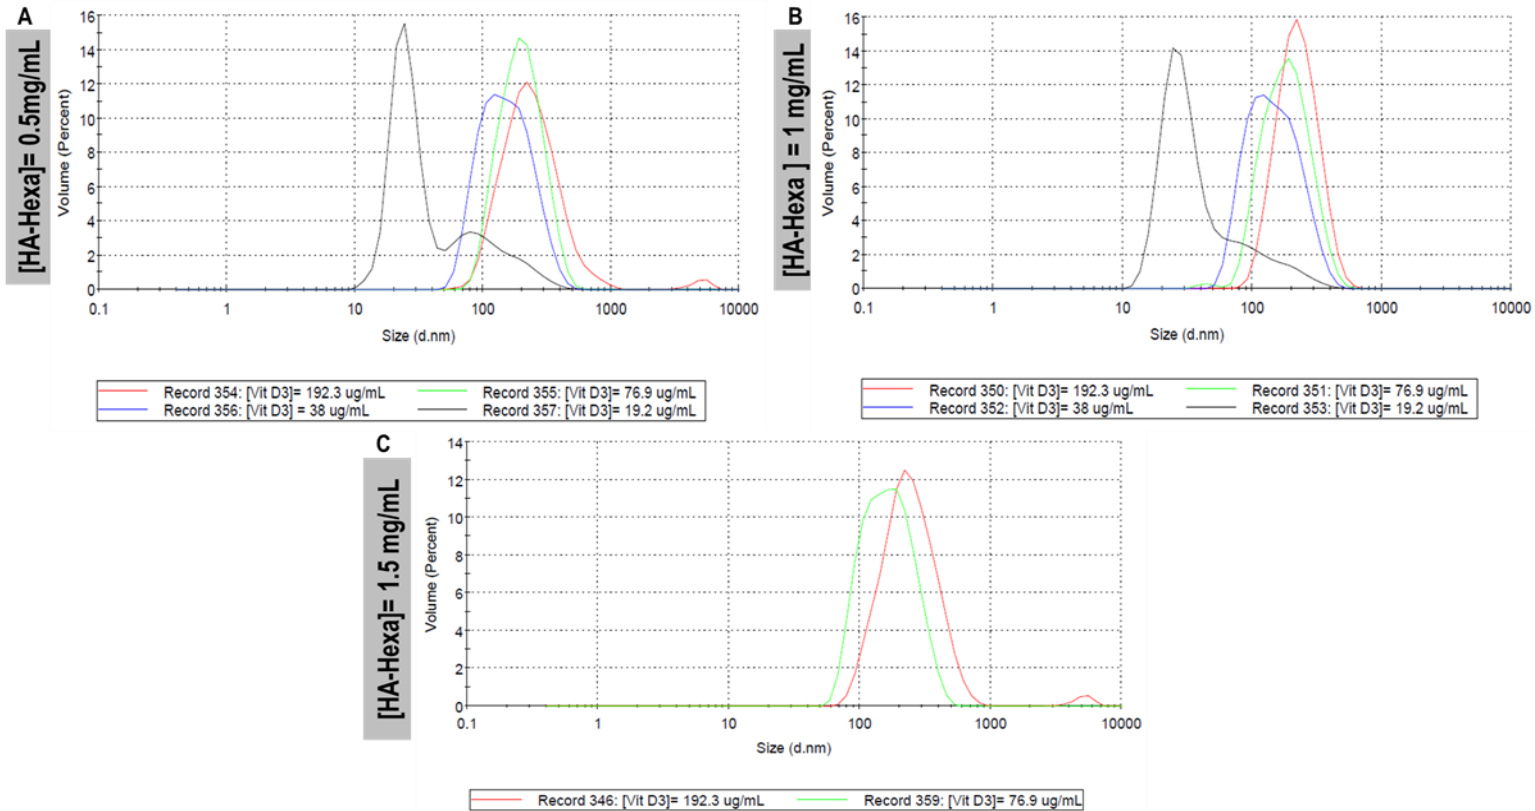 A
[HA-Hexa]= 0.5mg/mL
Volume (Percent)
16
14
12
10
8
6
4
2
0
0.1 1 10 100 1000 10000
Size (d.nm)
Record 354: [Vit D3]= 192.3 ug/mL Record 355: [Vit D3]= 76.9 ug/mL
Record 356: [Vit D3] = 38 ug/mL Record 357: [Vit D3]= 19.2 ug/mL
B
[HA-Hexa ] = 1 mg/mL
Volume (Percent)
16
14
12
10
8
6
4
2
0
0.1 1 10 100 1000 10000
Size (d.nm)
Record 350: [Vit D3]= 192.3 ug/mL Record 351: [Vit D3]= 76.9 ug/mL
Record 352: [Vit D3]= 38 ug/mL Record 353: [Vit D3]= 19.2 ug/mL
C
[HA-Hexa]= 1.5 mg/mL
Volume (Percent)
14
12
10
8
6
4
2
0
0.1 1 10 100 1000 10000
Size (d.nm)
Record 346: [Vit D3]= 192.3 ug/mL Record 359: [Vit D3]= 76.9 ug/mL